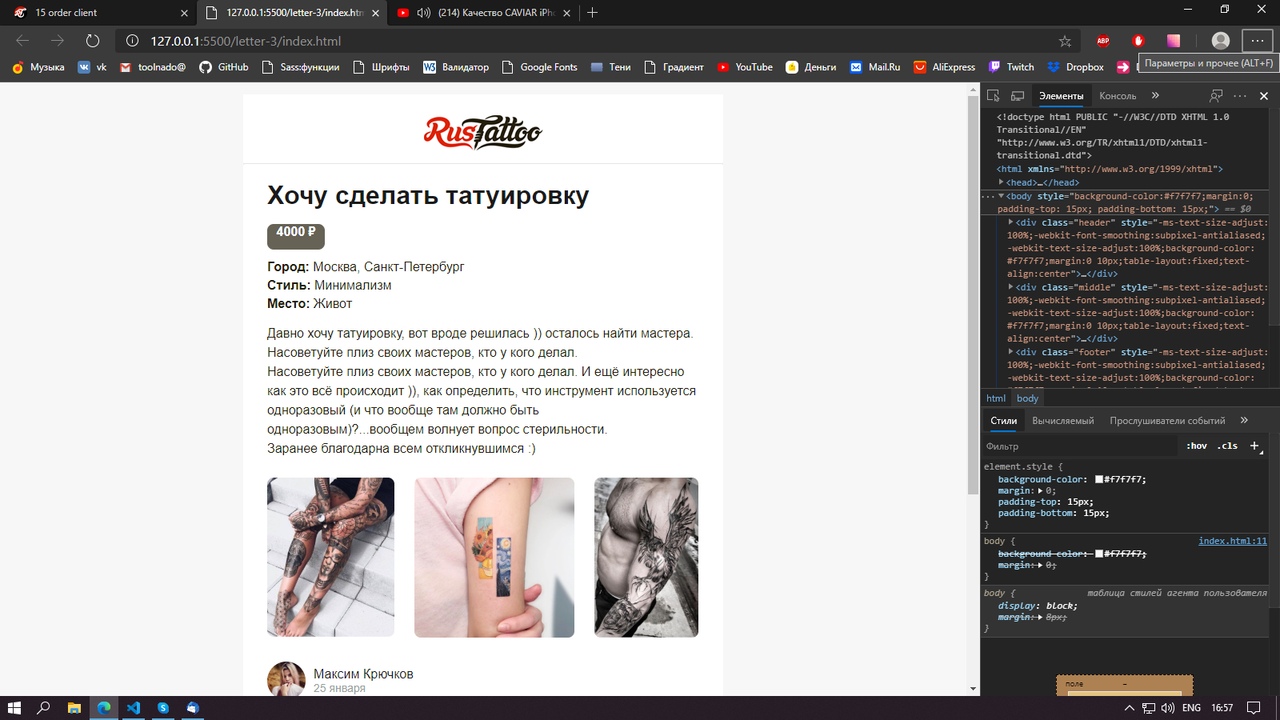 15 order client
127.0.0.1:5500/letter-3/index.htm
(214) Качество CAVIAR iPho
127.0.0.1:5500/letter-3/index.html
ABP
Музыка
vk
toolnado@
GitHub
Sass:функции
Шрифты
Валидатор
Google Fonts
Тени
Градиент
YouTube
Деньги
Mail.Ru
AliExpress
Twitch
Dropbox
Параметры и прочее (ALT+F)
RusTattoo
Хочу сделать татуировку
4000 ₽
Город: Москва, Санкт-Петербург
Стиль: Минимализм
Место: Живот
Давно хочу татуировку, вот вроде решилась )) осталось найти мастера.
Насоветуйте плиз своих мастеров, кто у кого делал.
Насоветуйте плиз своих мастеров, кто у кого делал. И ещё интересно
как это всё происходит )), как определить, что инструмент используется
одноразовый (и что вообще там должно быть
одноразовым)?...вообщем волнует вопрос стерильности.
Заранее благодарна всем откликнувшимся :)
Максим Крючков
25 января
Элементы
Консоль
<!doctype html PUBLIC "-//W3C//DTD XHTML 1.0
Transitional//EN"
"http://www.w3.org/TR/xhtml1/DTD/xhtml1-
transitional.dtd">
<html xmlns="http://www.w3.org/1999/xhtml">
<head>…</head>
<body style="background-color:#f7f7f7;margin:0;
padding-top: 15px; padding-bottom: 15px;"> == $0
<div class="header" style="-ms-text-size-adjust:
100%;-webkit-font-smoothing:subpixel-antialiased;
-webkit-text-size-adjust:100%;background-color:
#f7f7f7;margin:0 10px;table-layout:fixed;text-
align:center">…</div>
<div class="middle" style="-ms-text-size-adjust:
100%;-webkit-font-smoothing:subpixel-antialiased;
-webkit-text-size-adjust:100%;background-color:
#f7f7f7;margin:0 10px;table-layout:fixed;text-
align:center">…</div>
<div class="footer" style="-ms-text-size-adjust:
100%;-webkit-font-smoothing:subpixel-antialiased;
-webkit-text-size-adjust:100%;background-color:
html body
Стили
Вычисляемый
Прослушиватели событий
Фильтр
:hov .cls +
element.style {
background-color: #f7f7f7;
margin: 0;
padding-top: 15px;
padding-bottom: 15px;
}
body {
index.html:11
background-color: #f7f7f7;
margin: 0;
}
body {
таблица стилей агента пользователя
display: block;
margin: 8px;
}
поле
–
ENG
16:57